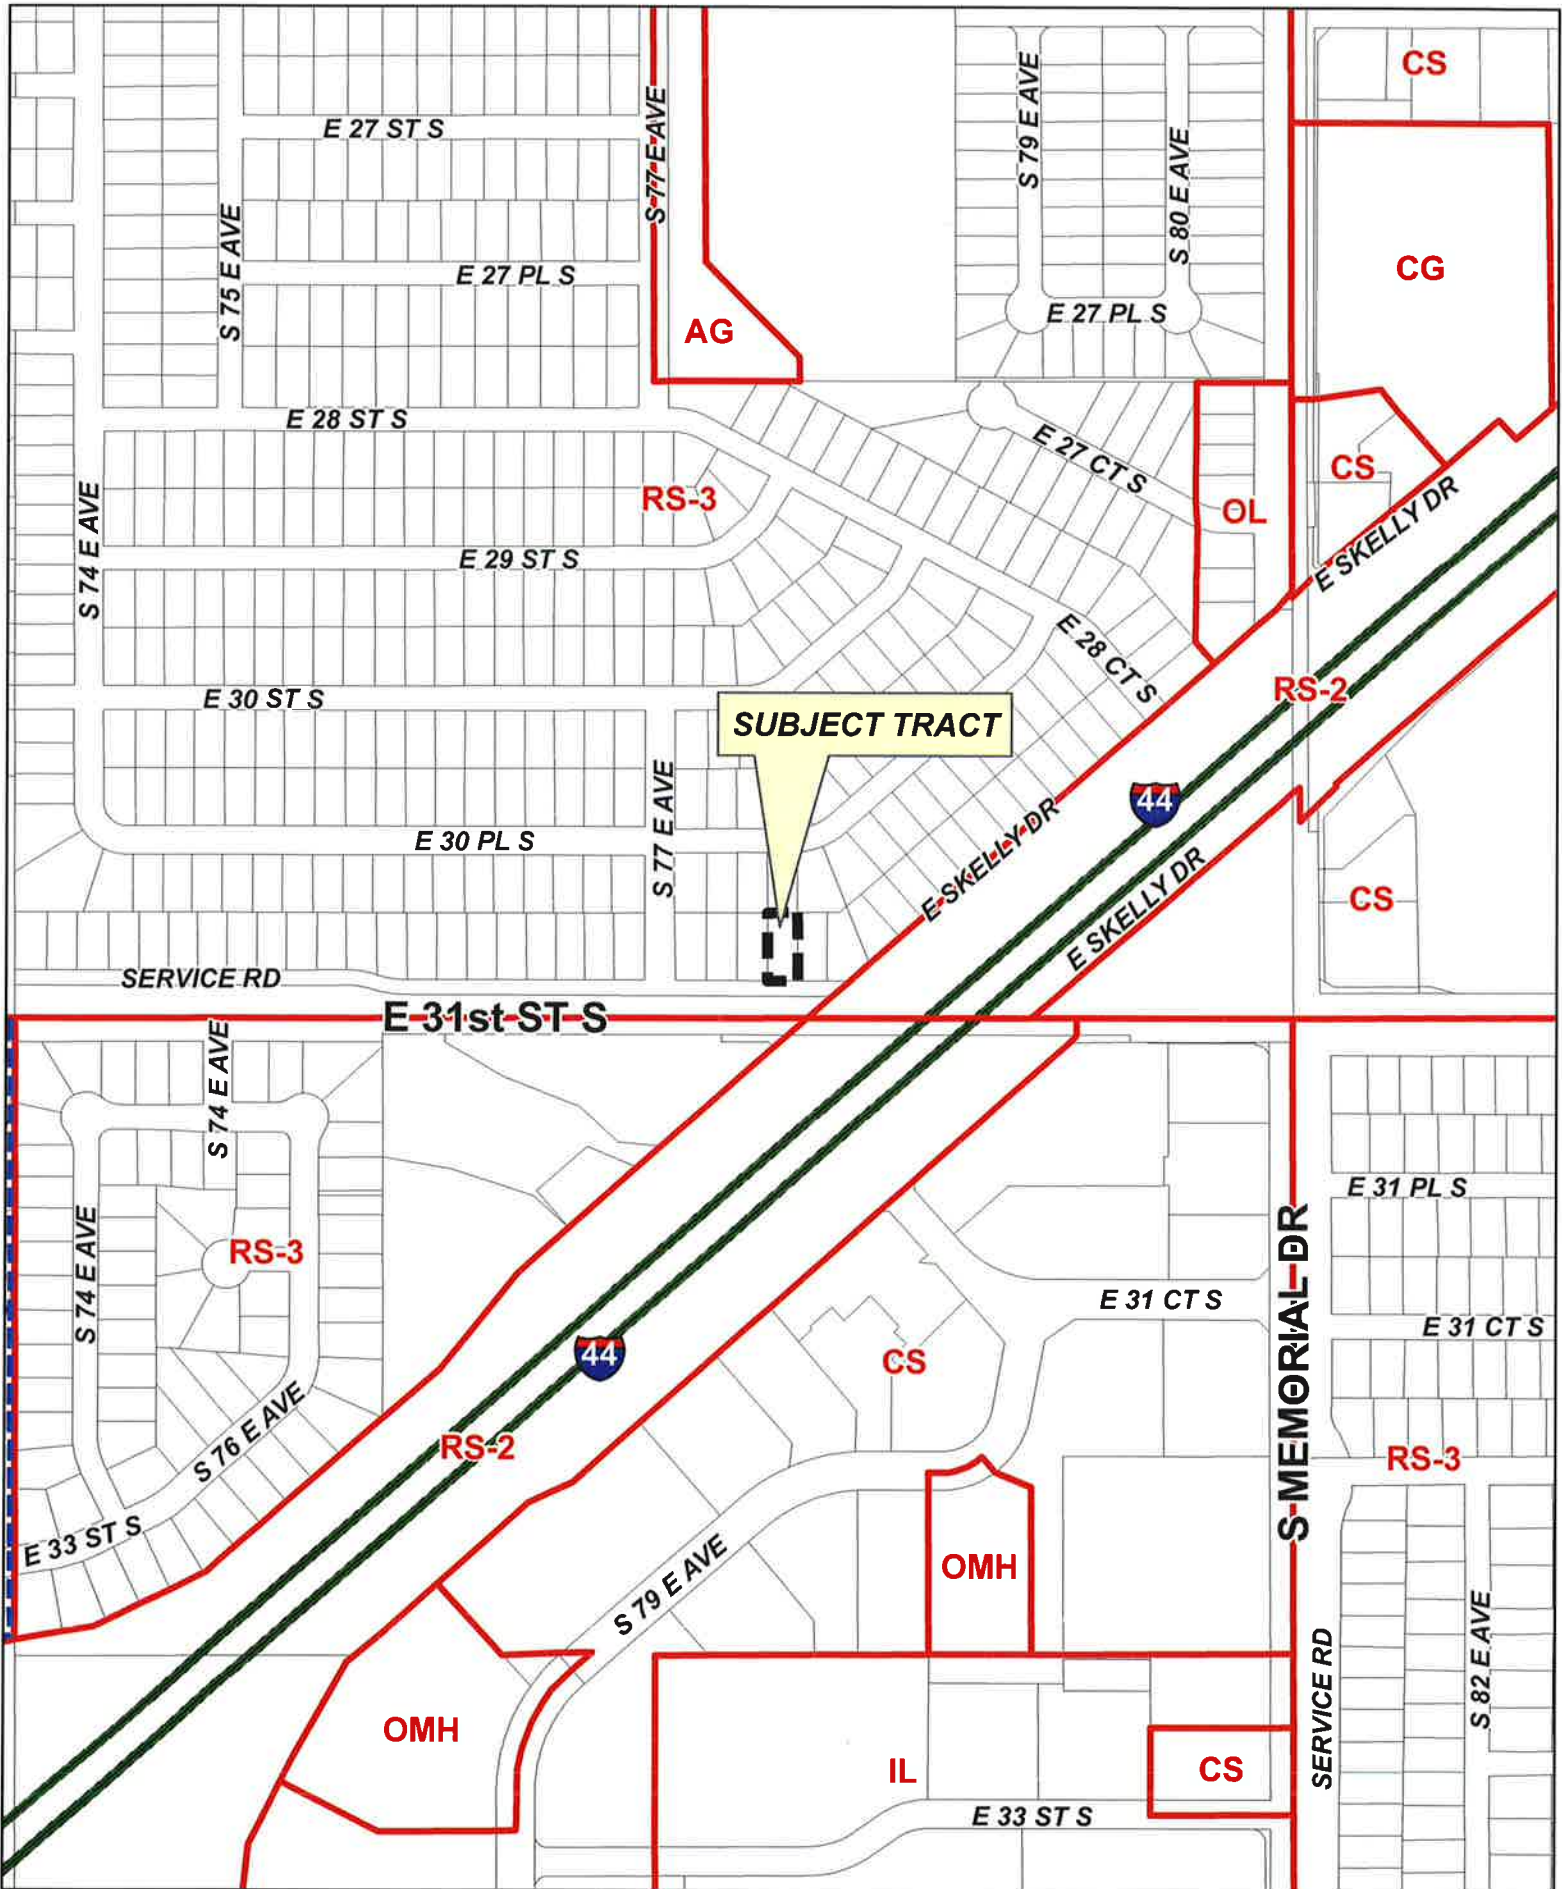 CS
E 27 ST S
S 77 E AVE
S 79 E AVE
S 80 E AVE
S 75 E AVE
E 27 PL S
CG
E 27 PL S
AG
E 28 ST S
E 27 CT S
CS
RS-3
OL
S 74 E AVE
E 29 ST S
E SKELLY DR
E 28 CT S
E 30 ST S
RS-2
SUBJECT TRACT
44
S 77 E AVE
E 30 PL S
E SKELLY DR
E SKELLY DR
CS
SERVICE RD
E 31st ST S
S 74 E AVE
E 31 PL S
S 74 E AVE
RS-3
S MEMORIAL DR
E 31 CT S
E 31 CT S
44
CS
S 76 E AVE
RS-2
RS-3
E 33 ST S
S 79 E AVE
OMH
SERVICE RD
S 82 E AVE
OMH
IL
CS
E 33 ST S